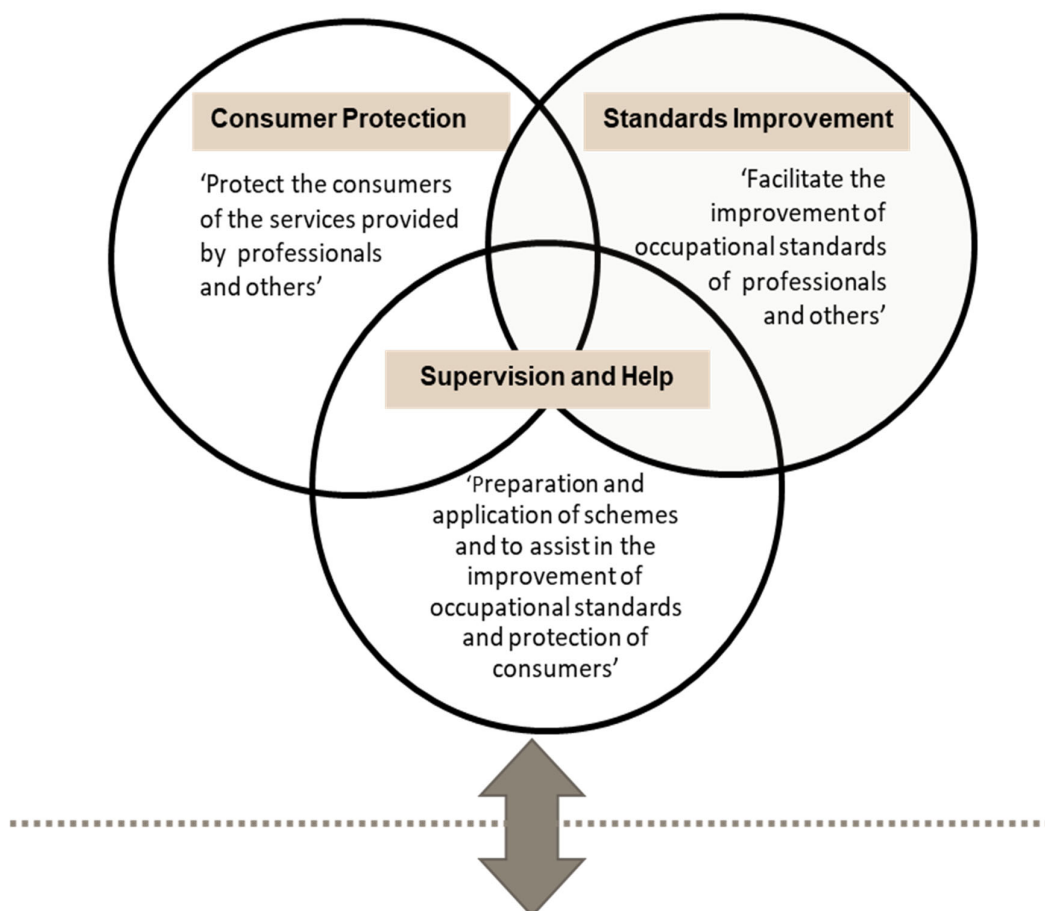 Consumer Protection
‘Protect the consumers
of the services provided
by professionals
and others’
Standards Improvement
‘Facilitate the
improvement of
occupational standards
of professionals
and others’
Supervision and Help
‘Preparation and
application of schemes
and to assist in the
improvement of
occupational standards
and protection of
consumers’